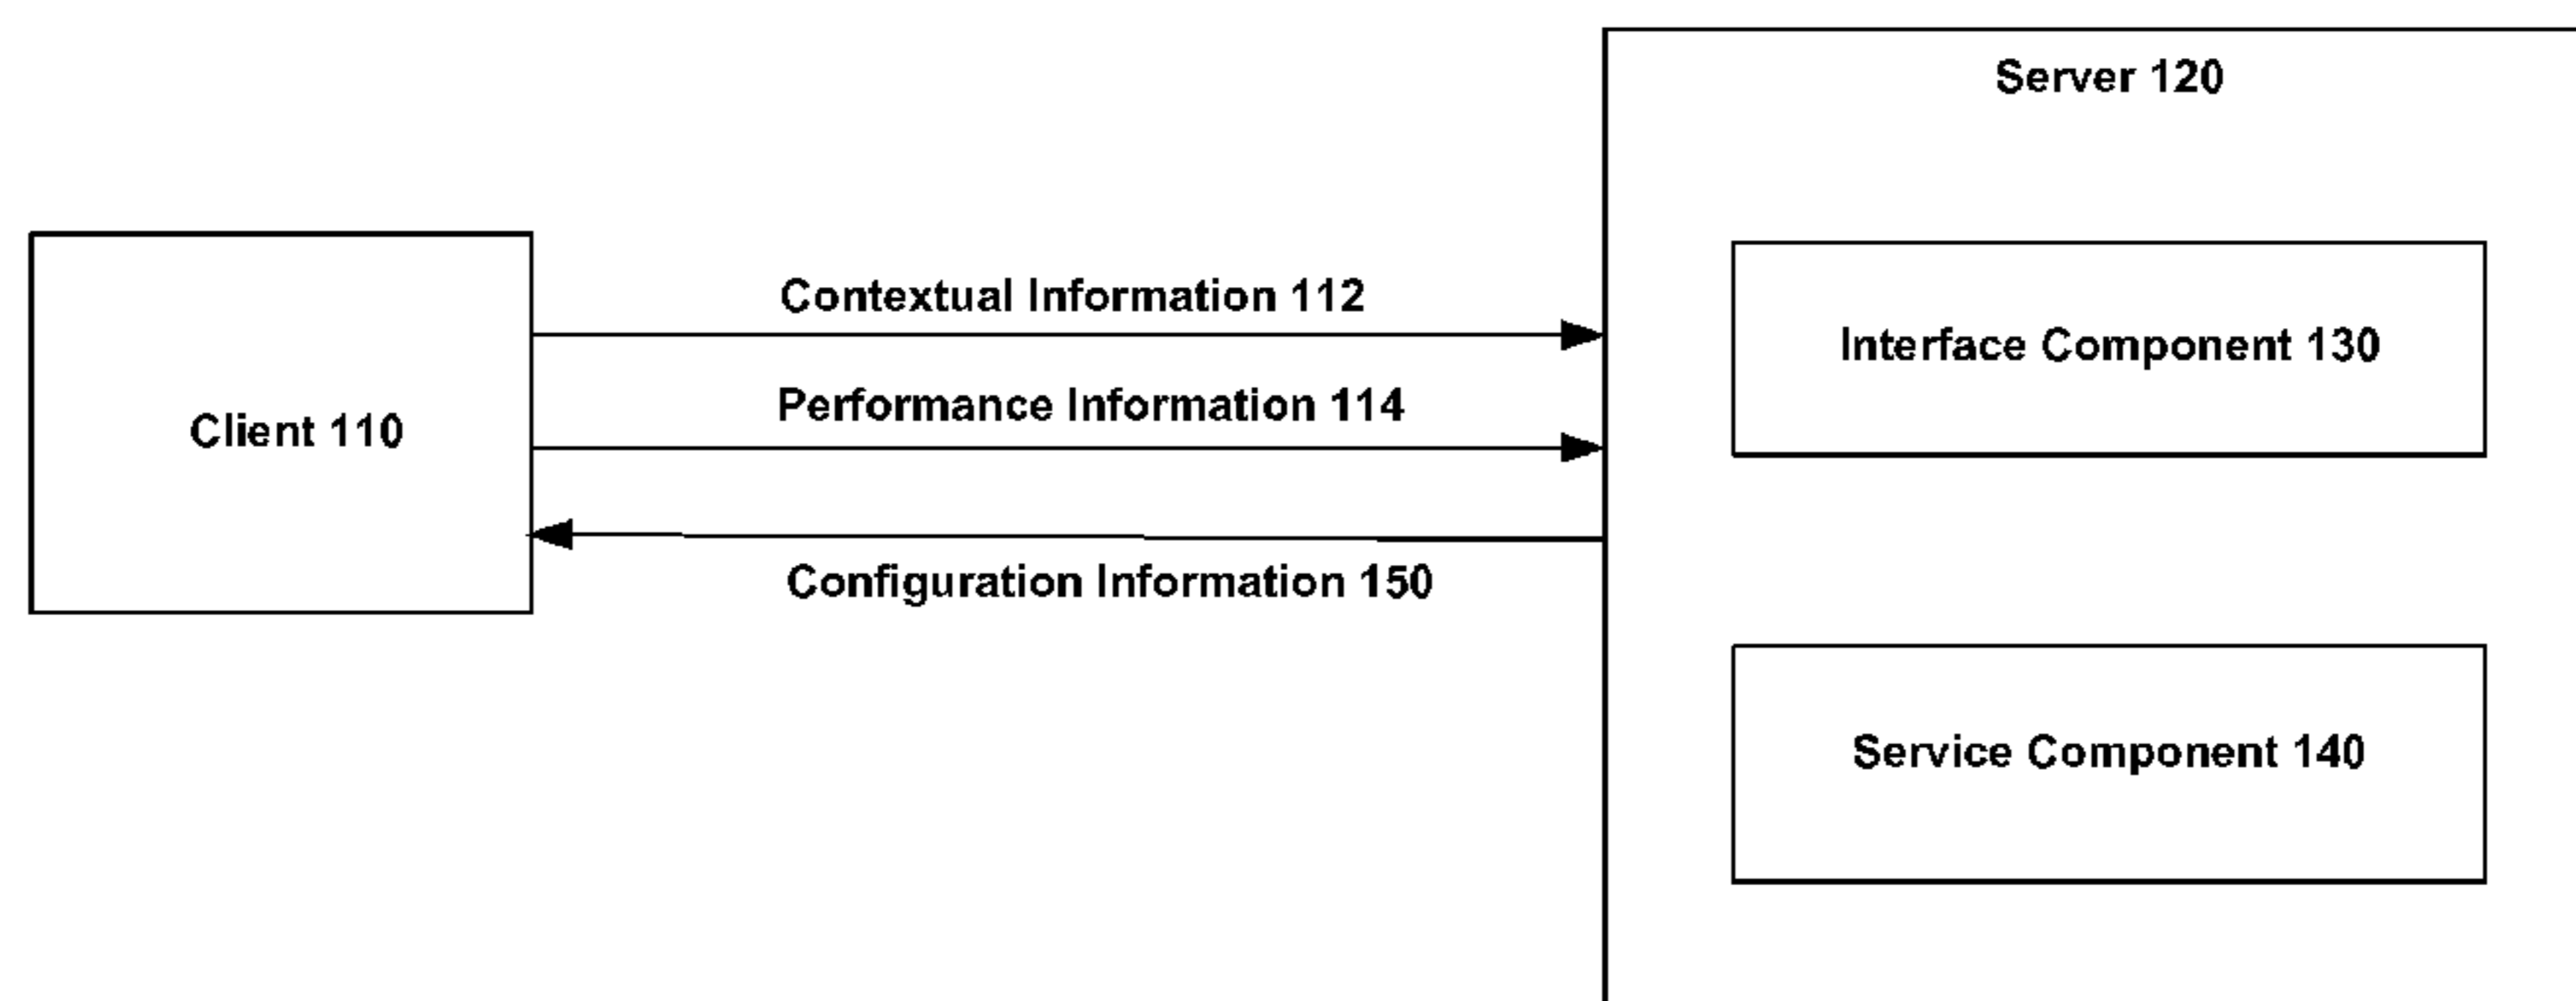 Server 120
Contextual Information 112
Interface Component 130
Performance Information 114
Client 110
Configuration Information 150
Service Component 140